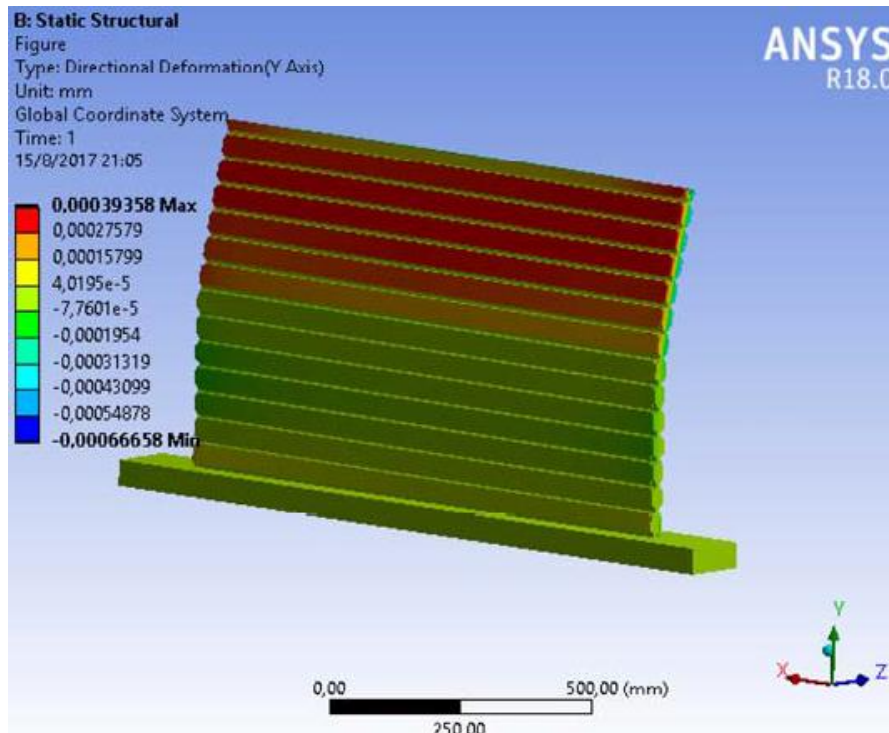 B: Static Structural
Figure
Type: Directional Deformation(Y Axis)
Unit: mm
Global Coordinate System
Time: 1
15/8/2017 21:05
ANSYS
R18.0
0,00039358 Max
0,00027579
0,00015799
4,0195e-5
-7,7601e-5
-0,0001954
-0,00031319
-0,00043099
-0,00054878
-0,00066658 Min
Y
X
Z
0,00
500,00 (mm)
250,00